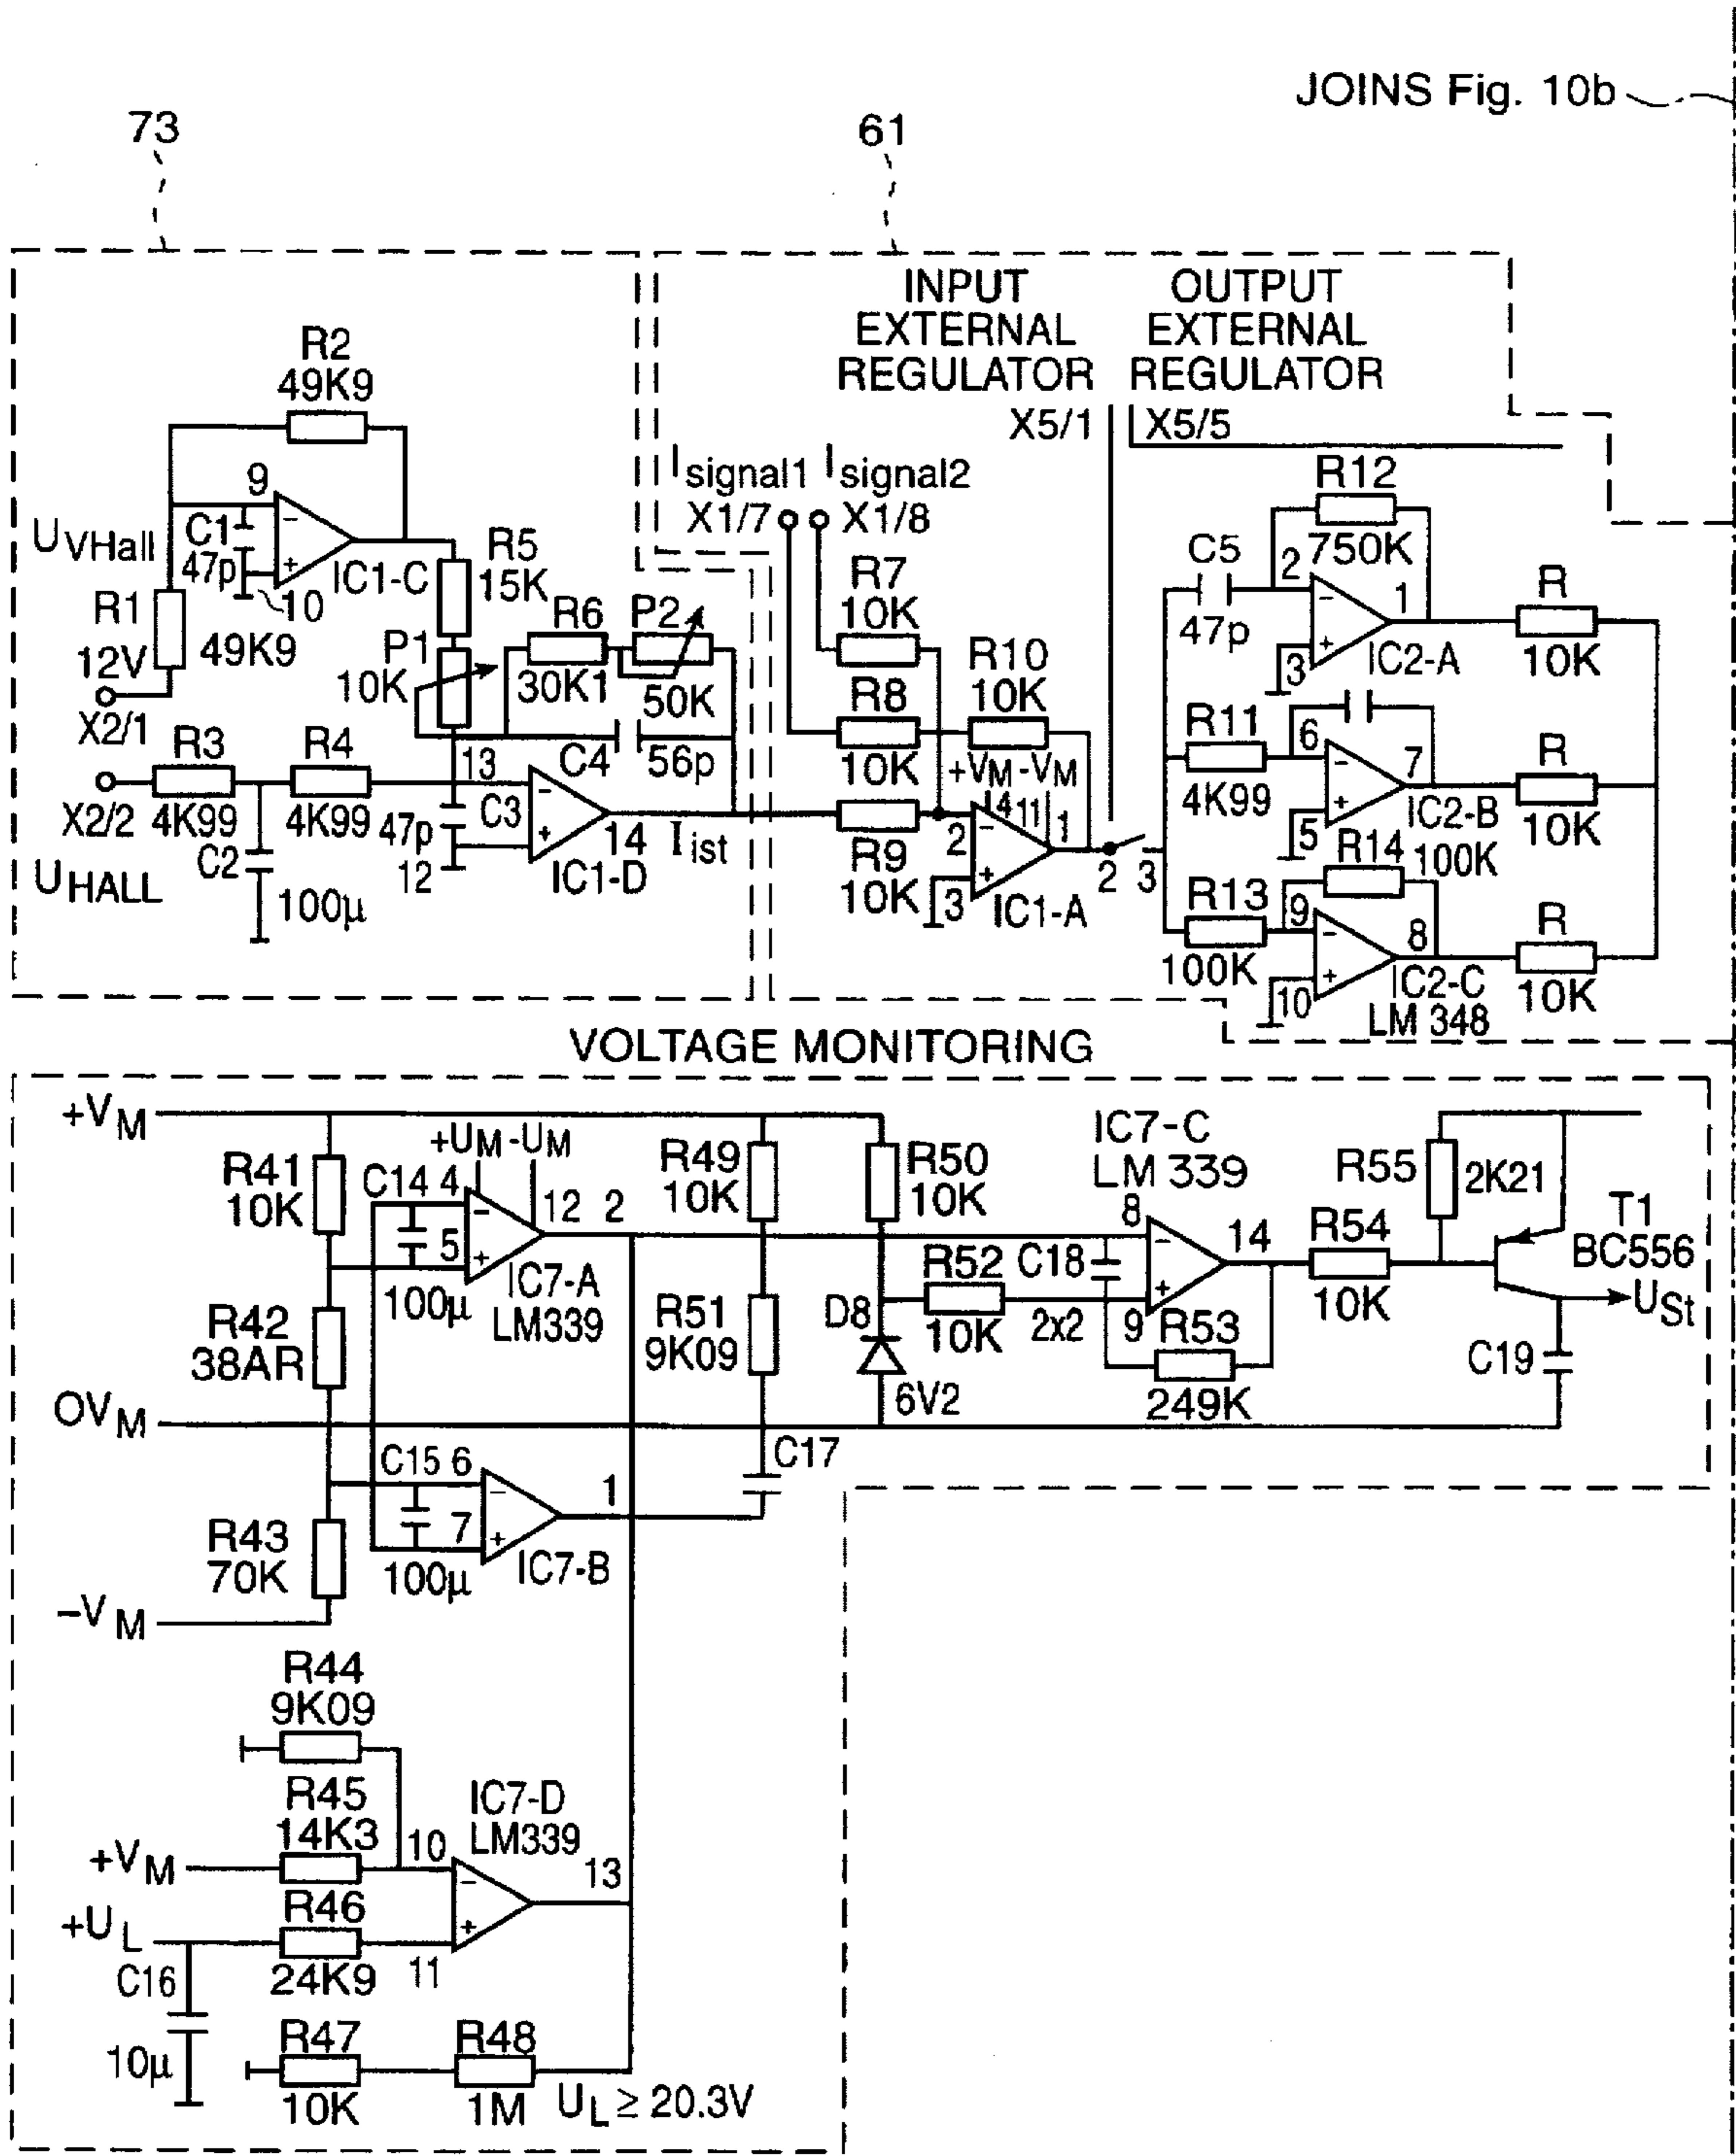 JOINS Fig. 10b
73
61
INPUT EXTERNAL REGULATOR
OUTPUT EXTERNAL REGULATOR
X5/1
X5/5
R2
49K9
9
UVHall
C1
47p
10
IC1-C
R1
12V
49K9
X2/1
R5
15K
P1
10K
R6
30K1
P2
50K
C4
56p
R3
4K99
R4
4K99
X2/2
UHALL
C2
100µ
13
47p
C3
12
14
IC1-D
Iist
Isignal1
Isignal2
X1/7
X1/8
R7
10K
R8
10K
R9
10K
R10
10K
+VM-VM
4
11
1
2
3
IC1-A
2
3
C5
47p
R12
750K
2
1
3
IC2-A
R
10K
R11
4K99
6
7
5
IC2-B
R
10K
R14
100K
R13
100K
9
8
10
IC2-C
LM 348
R
10K
VOLTAGE MONITORING
+VM
R41
10K
C14
4
+UM-UM
12
2
5
100µ
IC7-A
LM339
R42
38AR
OVM
C15
6
1
7
100µ
IC7-B
R43
70K
-VM
R49
10K
R51
9K09
C17
R50
10K
D8
6V2
R52
10K
2x2
C18
8
9
14
IC7-C
LM 339
R53
249K
R54
10K
R55
2K21
T1
BC556
USt
C19
R44
9K09
R45
14K3
+VM
10
IC7-D
LM339
13
+UL
R46
24K9
11
C16
10µ
R47
10K
R48
1M
UL ≥ 20.3V